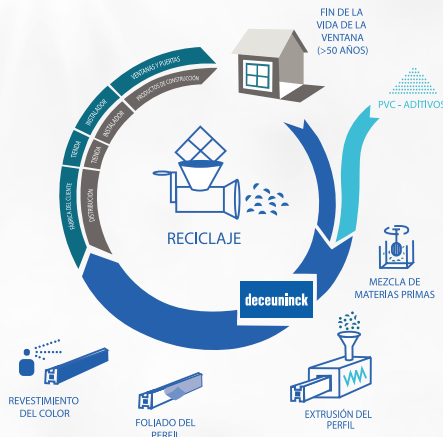 FIN DE LA
VIDA DE LA
VENTANA
(>50 AÑOS)
PVC - ADITIVOS
VENTANAS Y PUERTAS
PRODUCTOS DE CONSTRUCCIÓN
INSTALADOR
INSTALADOR
TIENDA
TIENDA
FÁBRICA DEL CLIENTE
DISTRIBUCIÓN
RECICLAJE
deceuninck
MEZCLA DE
MATERIAS PRIMAS
EXTRUSIÓN DEL
PERFIL
FOLIADO DEL
PERFIL
REVESTIMIENTO
DEL COLOR